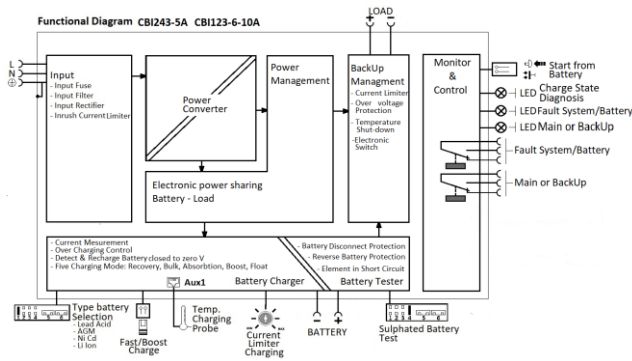 Functional Diagram CBI243-5A CBI123-6-10A
LOAD
+ -
L
N
Input
- Input Fuse
- Input Filter
- Input Rectifier
- Inrush Current Limiter
Power
Converter
Power
Management
BackUp
Managment
- Current Limiter
- Over voltage
Protection
- Temperature
Shut-down
-Electronic
Switch
Monitor
&
Control
Start from
Battery
LED Charge State
Diagnosis
LED Fault System/Battery
LED Main or BackUp
Fault System/Battery
Main or BackUp
Electronic power sharing
Battery - Load
- Current Mesurement
- Over Charging Control
- Detect & Recharge Battery closed to zero V
- Five Charging Mode: Recovery, Bulk, Absorbtion, Boost, Float
Aux1
Battery Charger
- Battery Disconnect Protection
- Reverse Battery Protection
- Element in Short Circuit
Battery Tester
Type battery
Selection
- Lead Acid
- AGM
- Ni Cd
- Li Ion
Fast/Boost
Charge
Temp.
Charging
Probe
Current
Limiter
Charging
- +
BATTERY
Sulphated Battery
Test